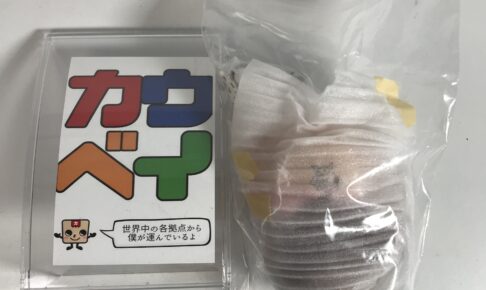 カウ
ベイ
世界中の各拠点から
僕が運んでいるよ